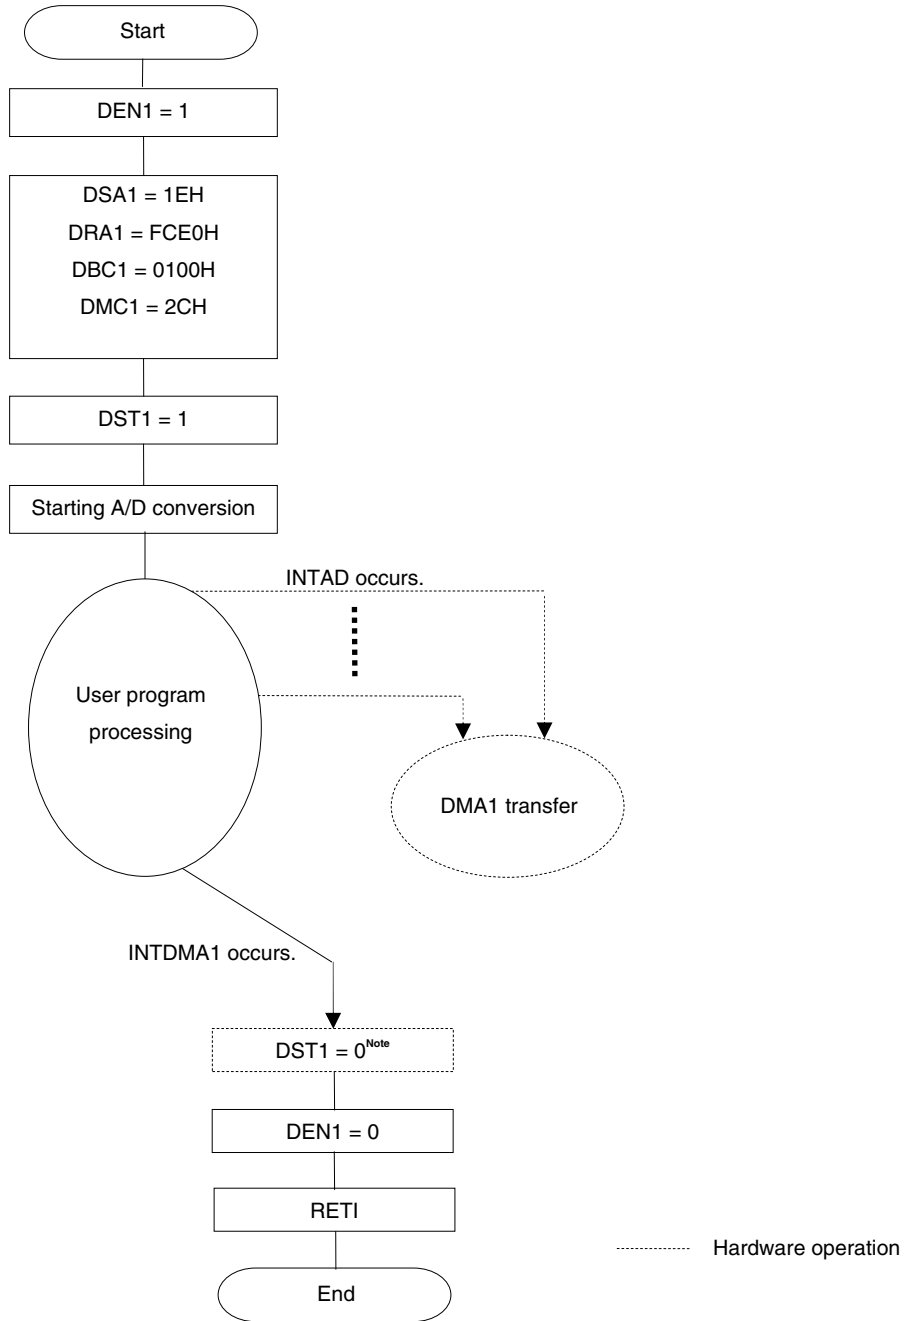 Start
DEN1 = 1
DSA1 = 1EH
DRA1 = FCE0H
DBC1 = 0100H
DMC1 = 2CH
DST1 = 1
Starting A/D conversion
INTAD occurs.
User program
processing
DMA1 transfer
INTDMA1 occurs.
DST1 = 0Note
DEN1 = 0
RETI
Hardware operation
End